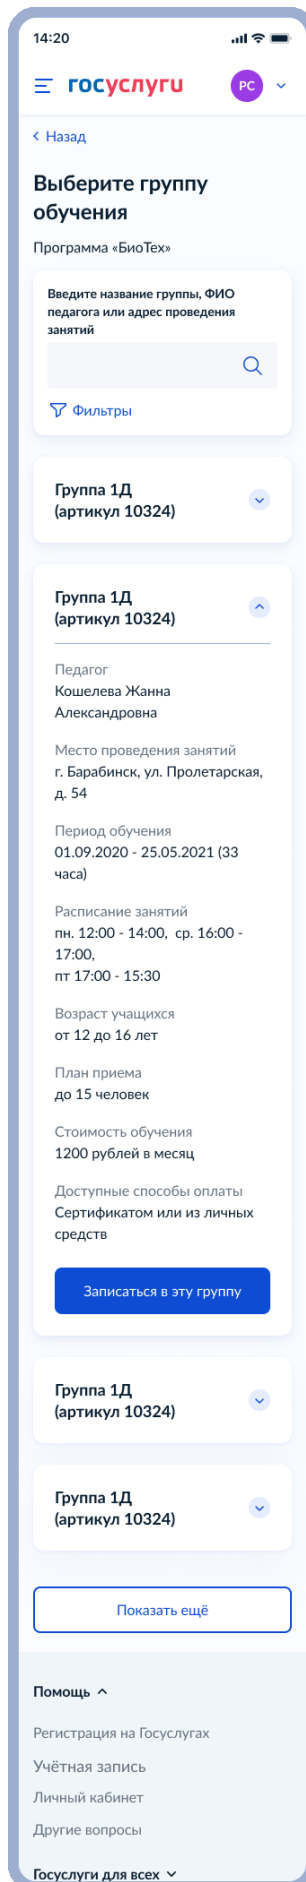 14:20
госуслуги
РС
Назад
Выберите группу
обучения
Программа «БиоТех»
Введите название группы, ФИО
педагога или адрес проведения
занятий
Фильтры
Группа 1Д
(артикул 10324)
Группа 1Д
(артикул 10324)
Педагог
Кошелева Жанна
Александровна
Место проведения занятий
г. Барабинск, ул. Пролетарская,
д. 54
Период обучения
01.09.2020 - 25.05.2021 (33
часа)
Расписание занятий
пн. 12:00 - 14:00, ср. 16:00 -
17:00,
пт 17:00 - 15:30
Возраст учащихся
от 12 до 16 лет
План приема
до 15 человек
Стоимость обучения
1200 рублей в месяц
Доступные способы оплаты
Сертификатом или из личных
средств
Записаться в эту группу
Группа 1Д
(артикул 10324)
Группа 1Д
(артикул 10324)
Показать ещё
Помощь
Регистрация на Госуслугах
Учётная запись
Личный кабинет
Другие вопросы
Госуслуги для всех